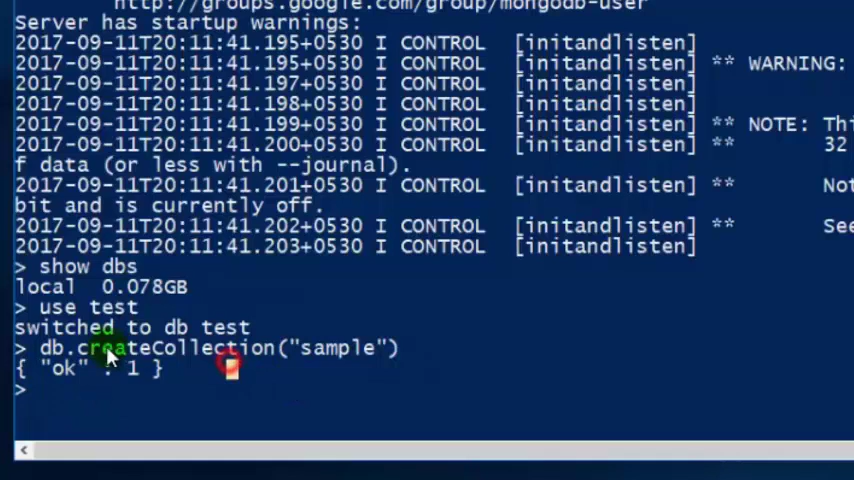 http://groups.google.com/group/mongodb-user
Server has startup warnings:
2017-09-11T20:11:41.195+0530 I CONTROL  [initandlisten]
2017-09-11T20:11:41.195+0530 I CONTROL  [initandlisten] ** WARNING:
2017-09-11T20:11:41.197+0530 I CONTROL  [initandlisten]
2017-09-11T20:11:41.198+0530 I CONTROL  [initandlisten]
2017-09-11T20:11:41.199+0530 I CONTROL  [initandlisten] ** NOTE: Thi
2017-09-11T20:11:41.200+0530 I CONTROL  [initandlisten] **       32
f data (or less with --journal).
2017-09-11T20:11:41.201+0530 I CONTROL  [initandlisten] **       Not
bit and is currently off.
2017-09-11T20:11:41.202+0530 I CONTROL  [initandlisten] **       See
2017-09-11T20:11:41.203+0530 I CONTROL  [initandlisten]
> show dbs
local  0.078GB
> use test
switched to db test
> db.createCollection("sample")
{ "ok" : 1 }
>